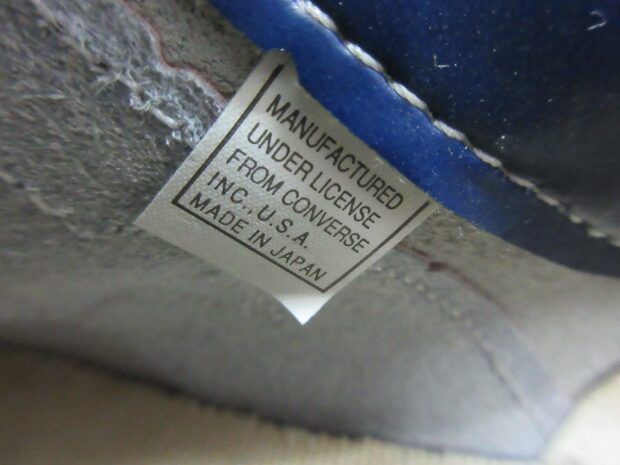 MANUFACTURED
UNDER LICENSE
FROM CONVERSE
INC., U.S.A.
MADE IN JAPAN